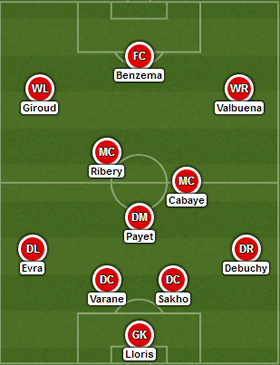 FC
Benzema
WL
WR
Giroud
Valbuena
MC
Ribery
MC
Cabaye
DM
Payet
DL
DR
Evra
Debuchy
DC
DC
Varane
Sakho
GK
Lloris